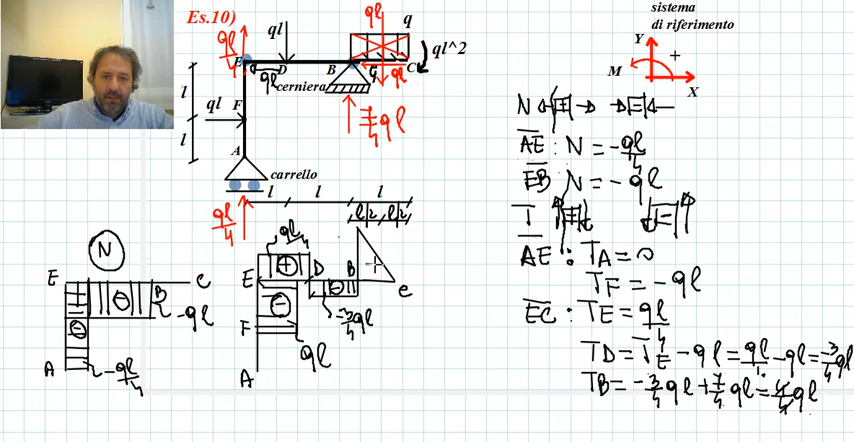 Es.10)
ql
ql
q
ql^2
ql/4
E
D
B
G
C
ql
ql
cerniera
7/4 ql
l
F
ql
l
A
carrello
ql/4
l
l
l
l/2
l/2
sistema
di riferimento
Y
+
M
X
N
AE : N = -ql/4
EB N = - ql
T
AE : TA = 0
TF = - ql
EC : TE = ql/4
TD = TE - ql = ql/4 - ql = -3/4 ql
TB = -3/4 ql + 7/4 ql = 4/4 ql
N
E
C
B
-ql
A
-ql/4
ql/4
+
E
D
B
+
C
-3/4 ql
F
ql
A